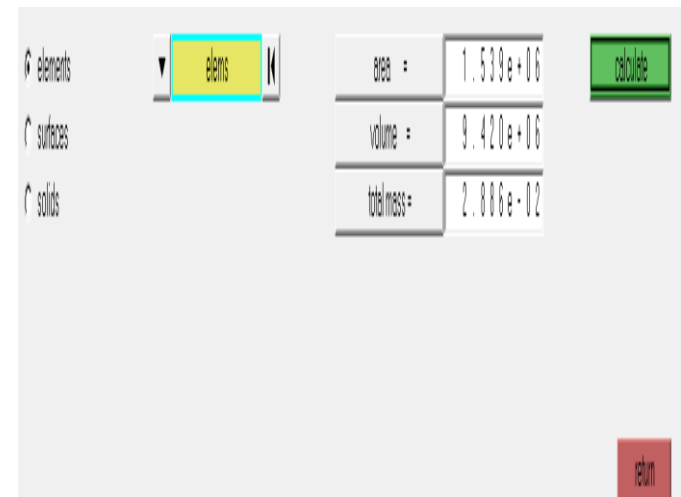 elements elems area = 1.539e+06 calculate
surfaces volume = 9.420e+06
solids total mass = 2.886e-02
return